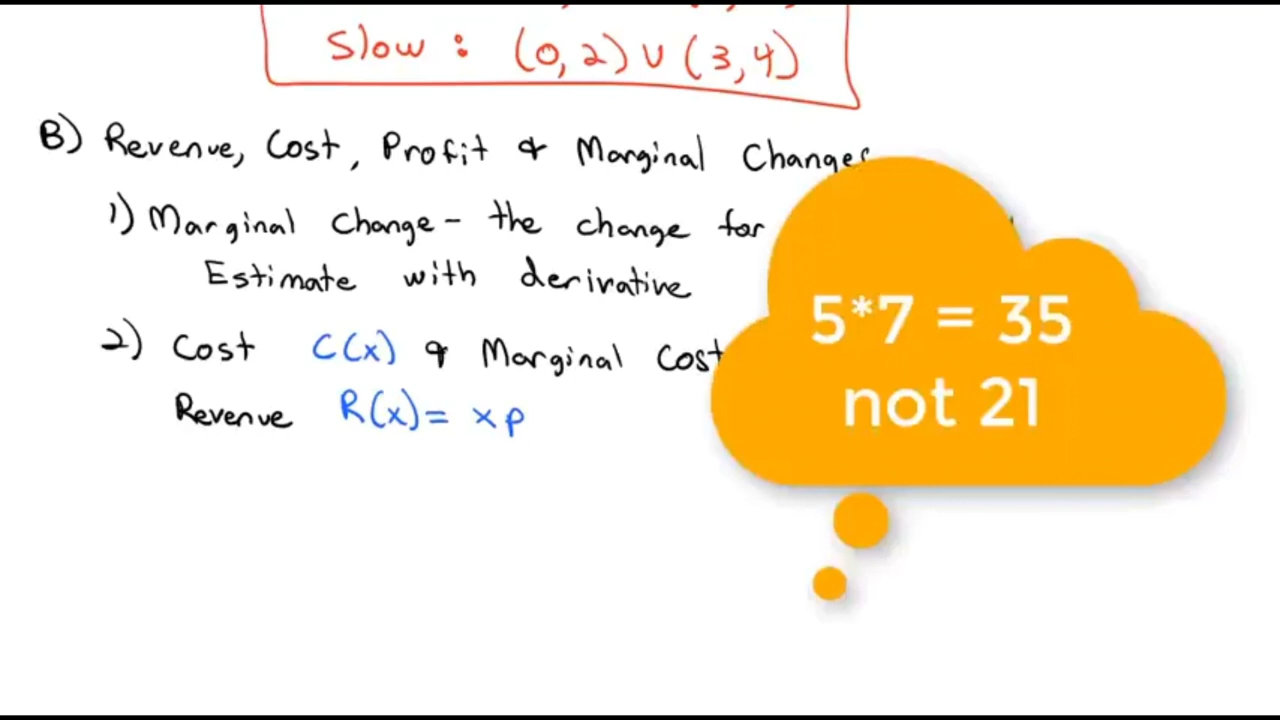 Slow : (0,2) ∪ (3,4)
B) Revenue, Cost, Profit & Marginal Changes
1) Marginal Change - the change for
Estimate with derivative
2) Cost C(x) & Marginal Cost
Revenue R(x) = xp
5*7 = 35
not 21